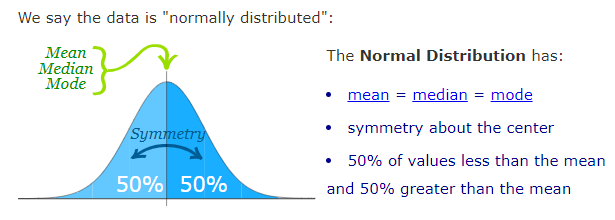 We say the data is "normally distributed":
Mean
Median
Mode
Symmetry
50% 50%
The Normal Distribution has:
• mean = median = mode
• symmetry about the center
• 50% of values less than the mean
and 50% greater than the mean